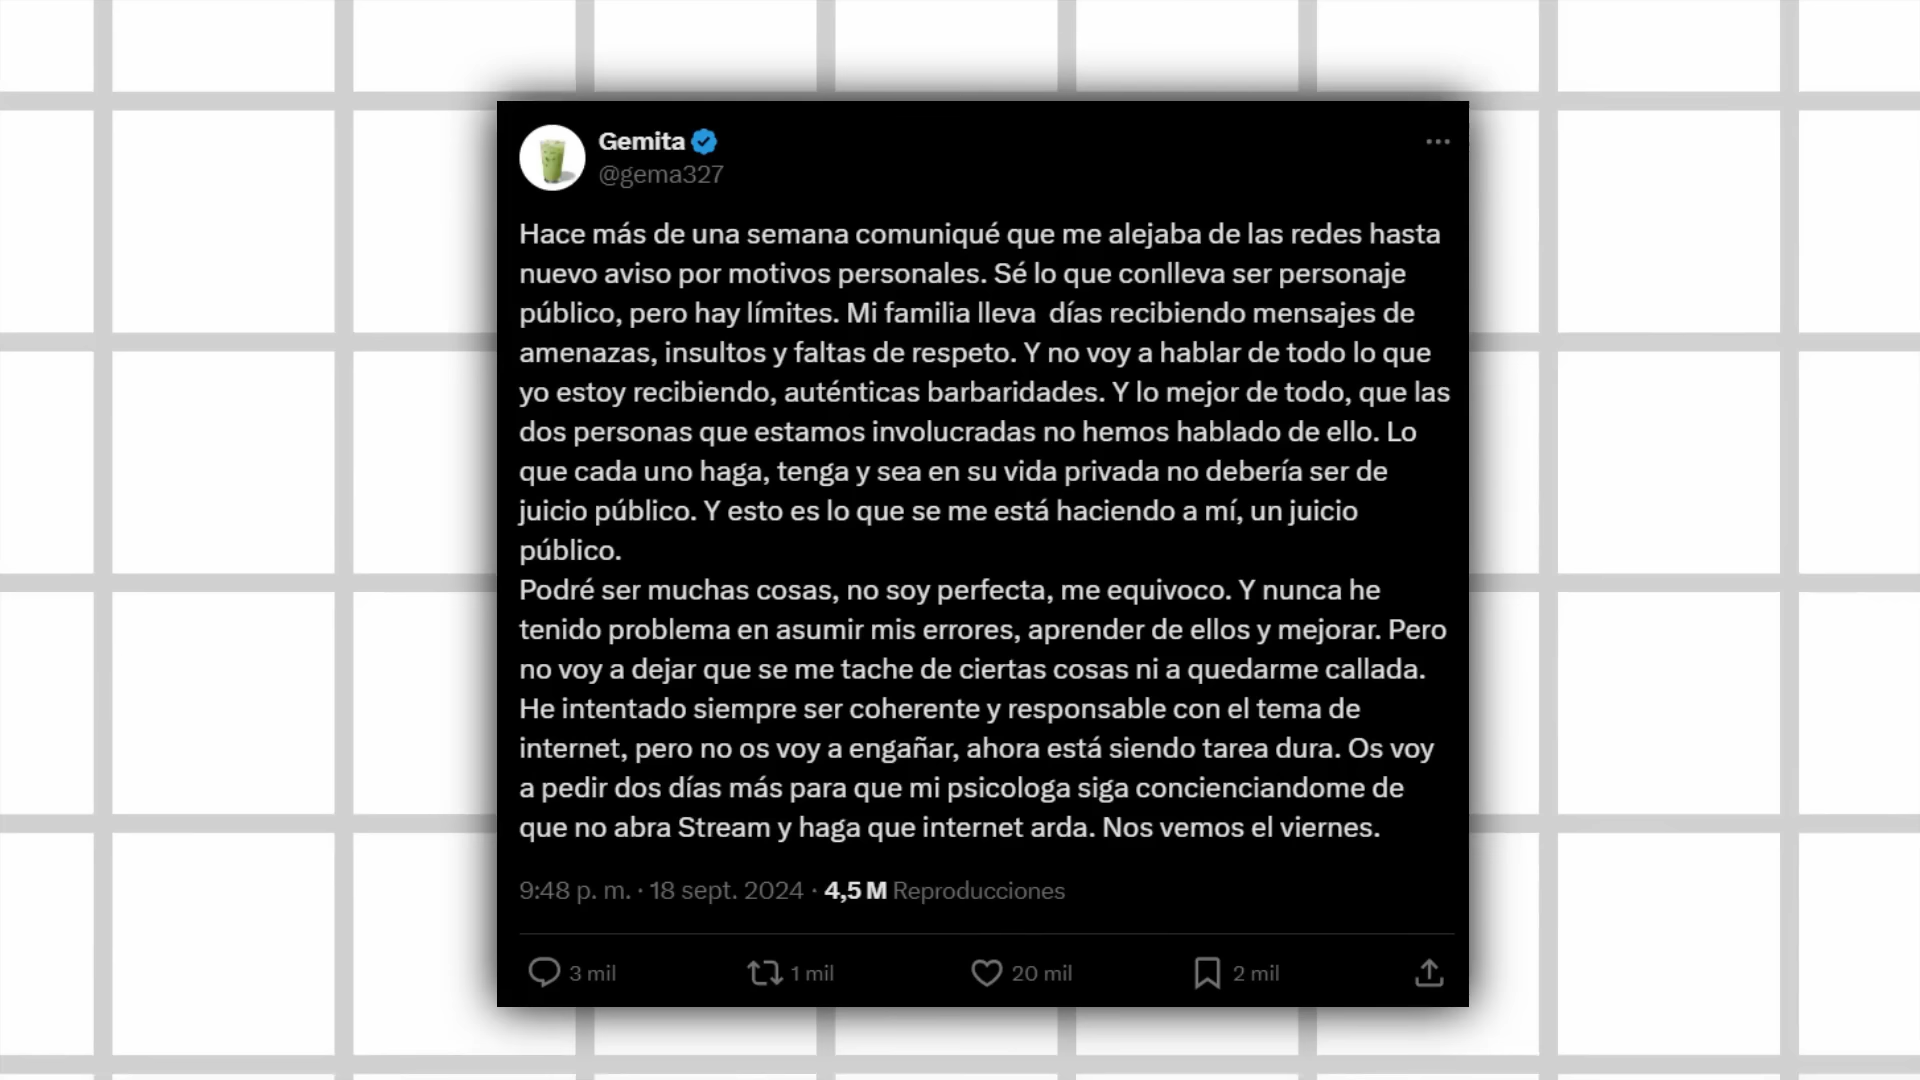 Gemita
@gema327
Hace más de una semana comuniqué que me alejaba de las redes hasta
nuevo aviso por motivos personales. Sé lo que conlleva ser personaje
público, pero hay límites. Mi familia lleva  días recibiendo mensajes de
amenazas, insultos y faltas de respeto. Y no voy a hablar de todo lo que
yo estoy recibiendo, auténticas barbaridades. Y lo mejor de todo, que las
dos personas que estamos involucradas no hemos hablado de ello. Lo
que cada uno haga, tenga y sea en su vida privada no debería ser de
juicio público. Y esto es lo que se me está haciendo a mí, un juicio
público.
Podré ser muchas cosas, no soy perfecta, me equivoco. Y nunca he
tenido problema en asumir mis errores, aprender de ellos y mejorar. Pero
no voy a dejar que se me tache de ciertas cosas ni a quedarme callada.
He intentado siempre ser coherente y responsable con el tema de
internet, pero no os voy a engañar, ahora está siendo tarea dura. Os voy
a pedir dos días más para que mi psicologa siga concienciandome de
que no abra Stream y haga que internet arda. Nos vemos el viernes.
9:48 p. m. · 18 sept. 2024 · 4,5 M Reproducciones
3 mil 1 mil 20 mil 2 mil